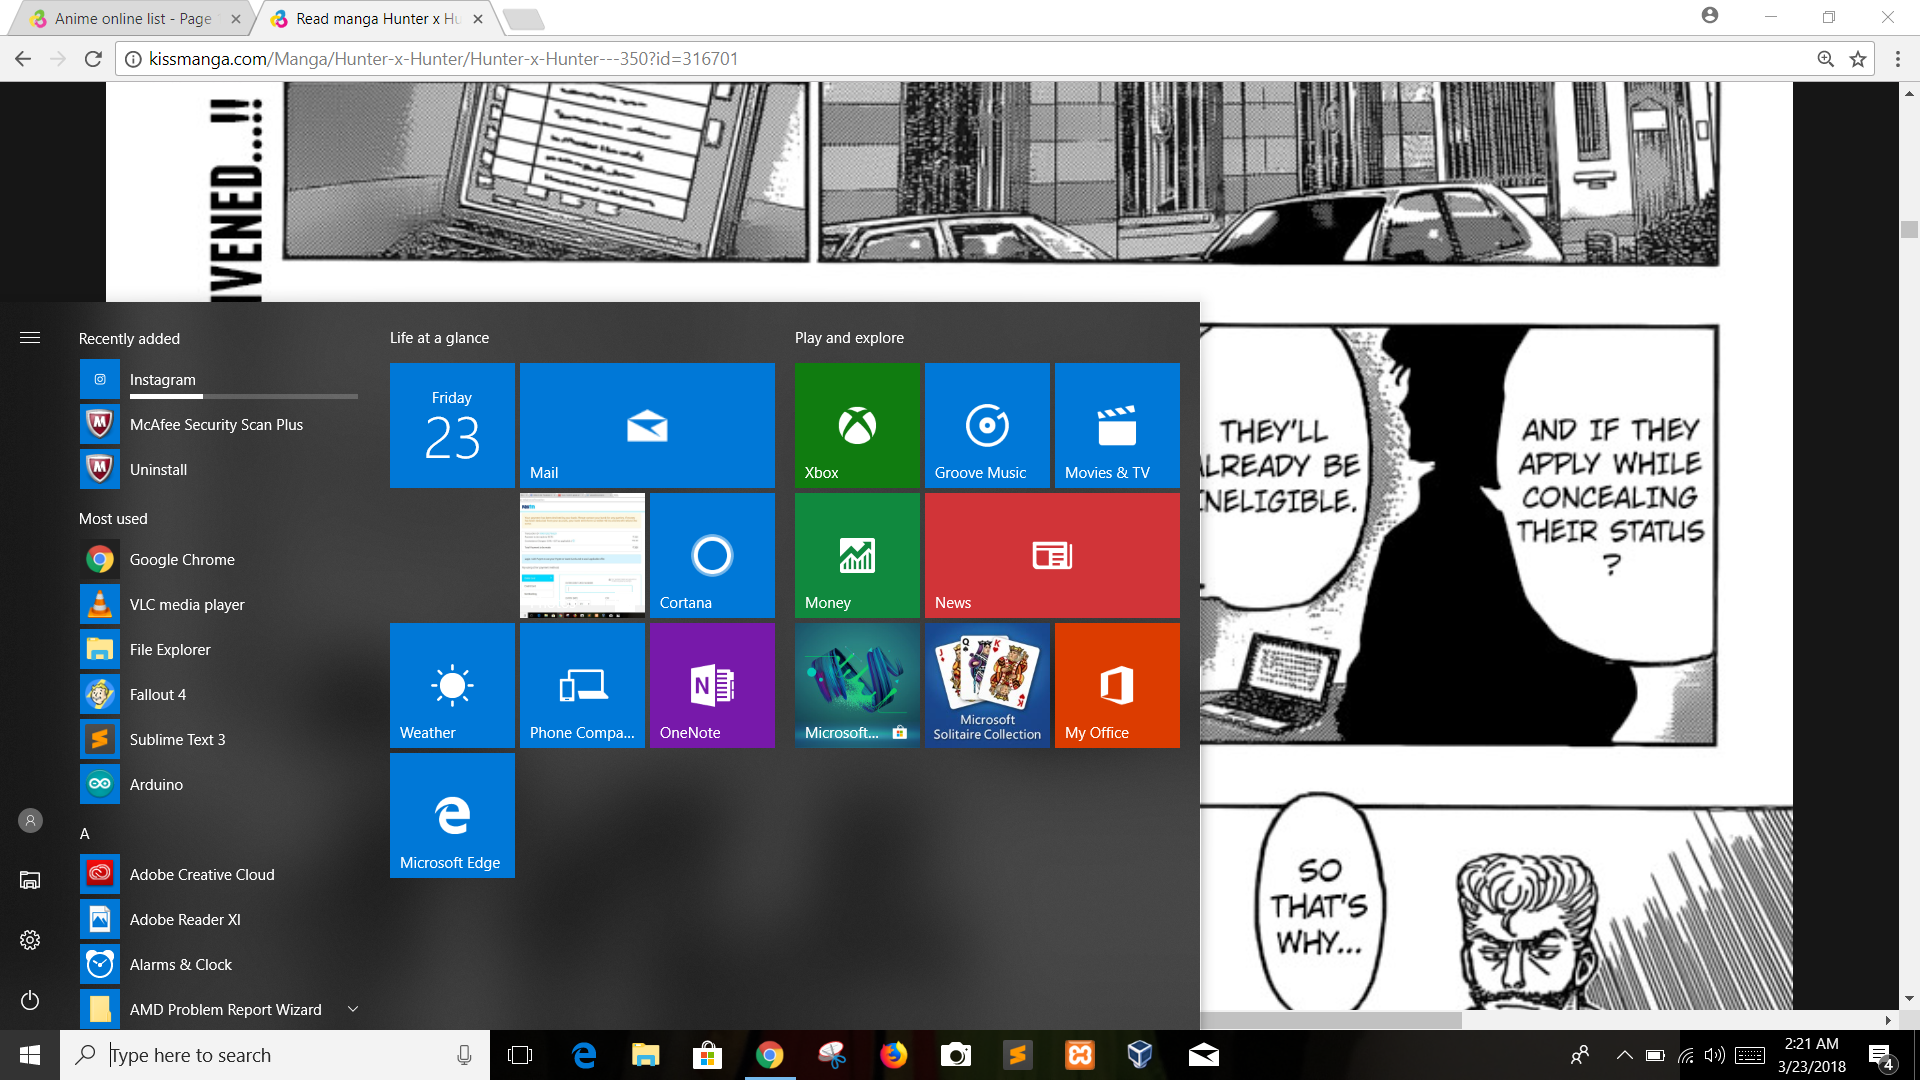 Anime online list - Page
Read manga Hunter x Hu
kissmanga.com/Manga/Hunter-x-Hunter/Hunter-x-Hunter---350?id=316701
IVENED...!!
Recently added
Instagram
McAfee Security Scan Plus
Uninstall
Most used
Google Chrome
VLC media player
File Explorer
Fallout 4
Sublime Text 3
Arduino
A
Adobe Creative Cloud
Adobe Reader XI
Alarms & Clock
AMD Problem Report Wizard
Life at a glance
Friday
23
Mail
Cortana
Weather
Phone Compa...
OneNote
Microsoft Edge
Play and explore
Xbox
Groove Music
Movies & TV
Money
News
Microsoft...
Microsoft
Solitaire Collection
My Office
THEY'LL
ALREADY BE
INELIGIBLE.
AND IF THEY
APPLY WHILE
CONCEALING
THEIR STATUS
?
SO
THAT'S
WHY...
Type here to search
2:21 AM
3/23/2018
4